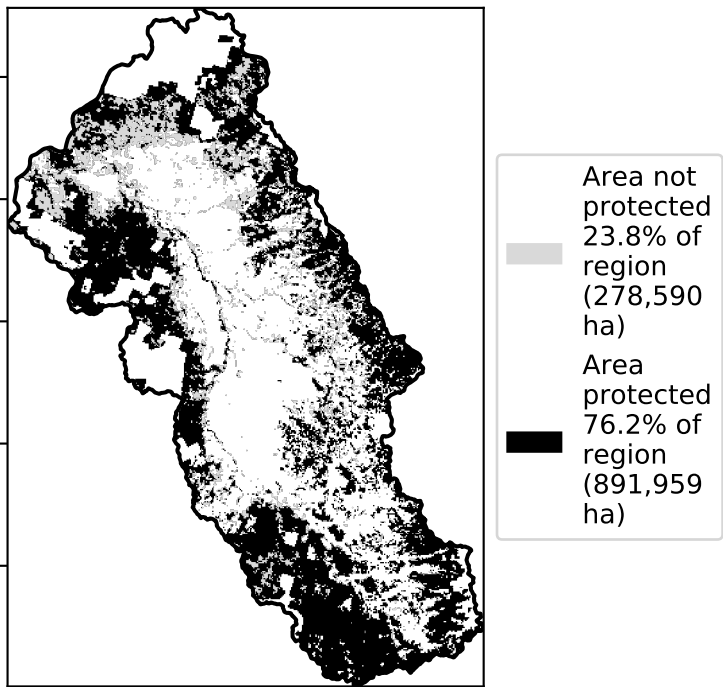 Area not
protected
23.8% of
region
(278,590
ha)
Area
protected
76.2% of
region
(891,959
ha)